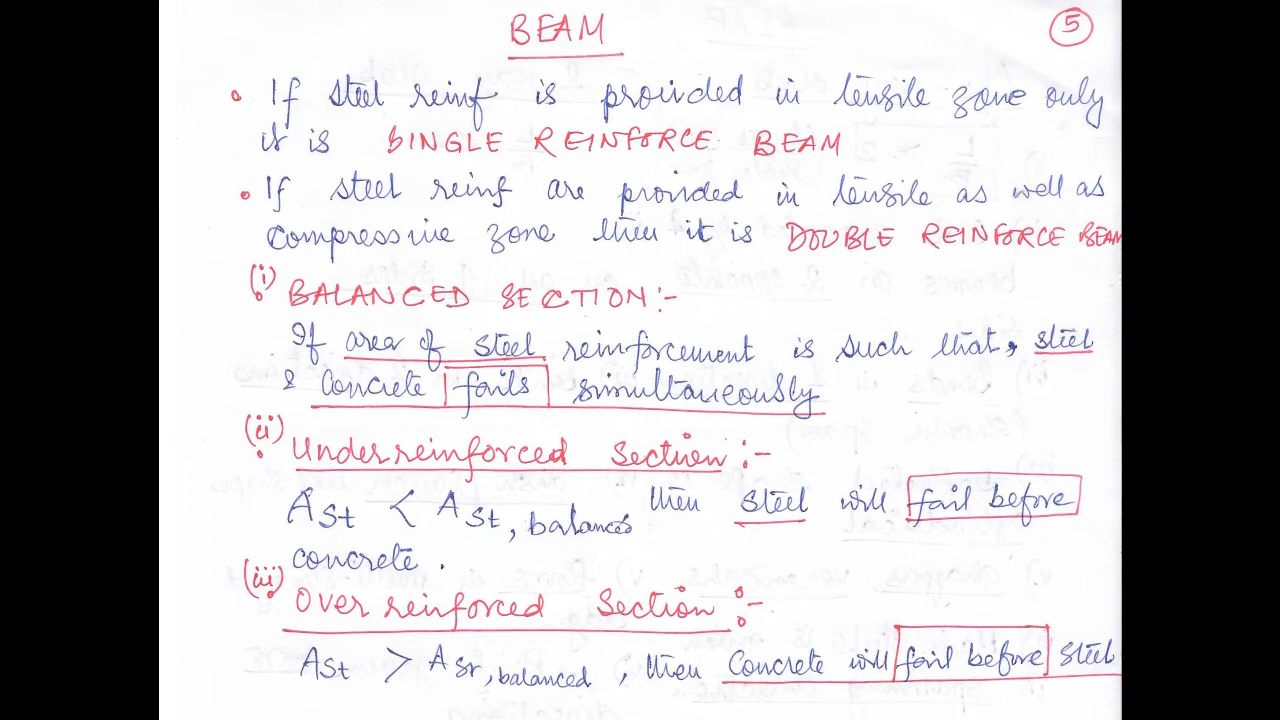 BEAM
5
• If steel reinf is provided in tensile zone only
it is SINGLE REINFORCE BEAM
• If steel reinf are provided in tensile as well as
compressive zone then it is DOUBLE REINFORCE BEAM
(i) BALANCED SECTION:-
If area of steel reinforcement is such that, steel
& concrete fails simultaneously
(ii) Under reinforced section :-
Ast < Ast, balanced then steel will fail before
concrete.
(iii) Over reinforced section :-
Ast > Ast, balanced, then concrete will fail before steel